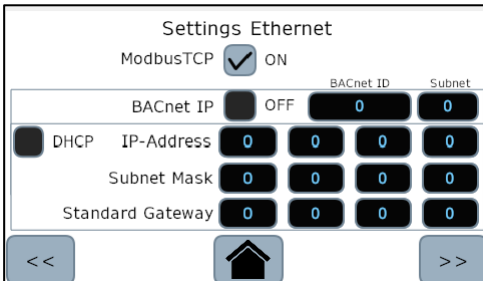 Settings Ethernet
ModbusTCP ON
BACnet ID Subnet
BACnet IP OFF 0 0
DHCP IP-Address 0 0 0 0
Subnet Mask 0 0 0 0
Standard Gateway 0 0 0 0
<< >>